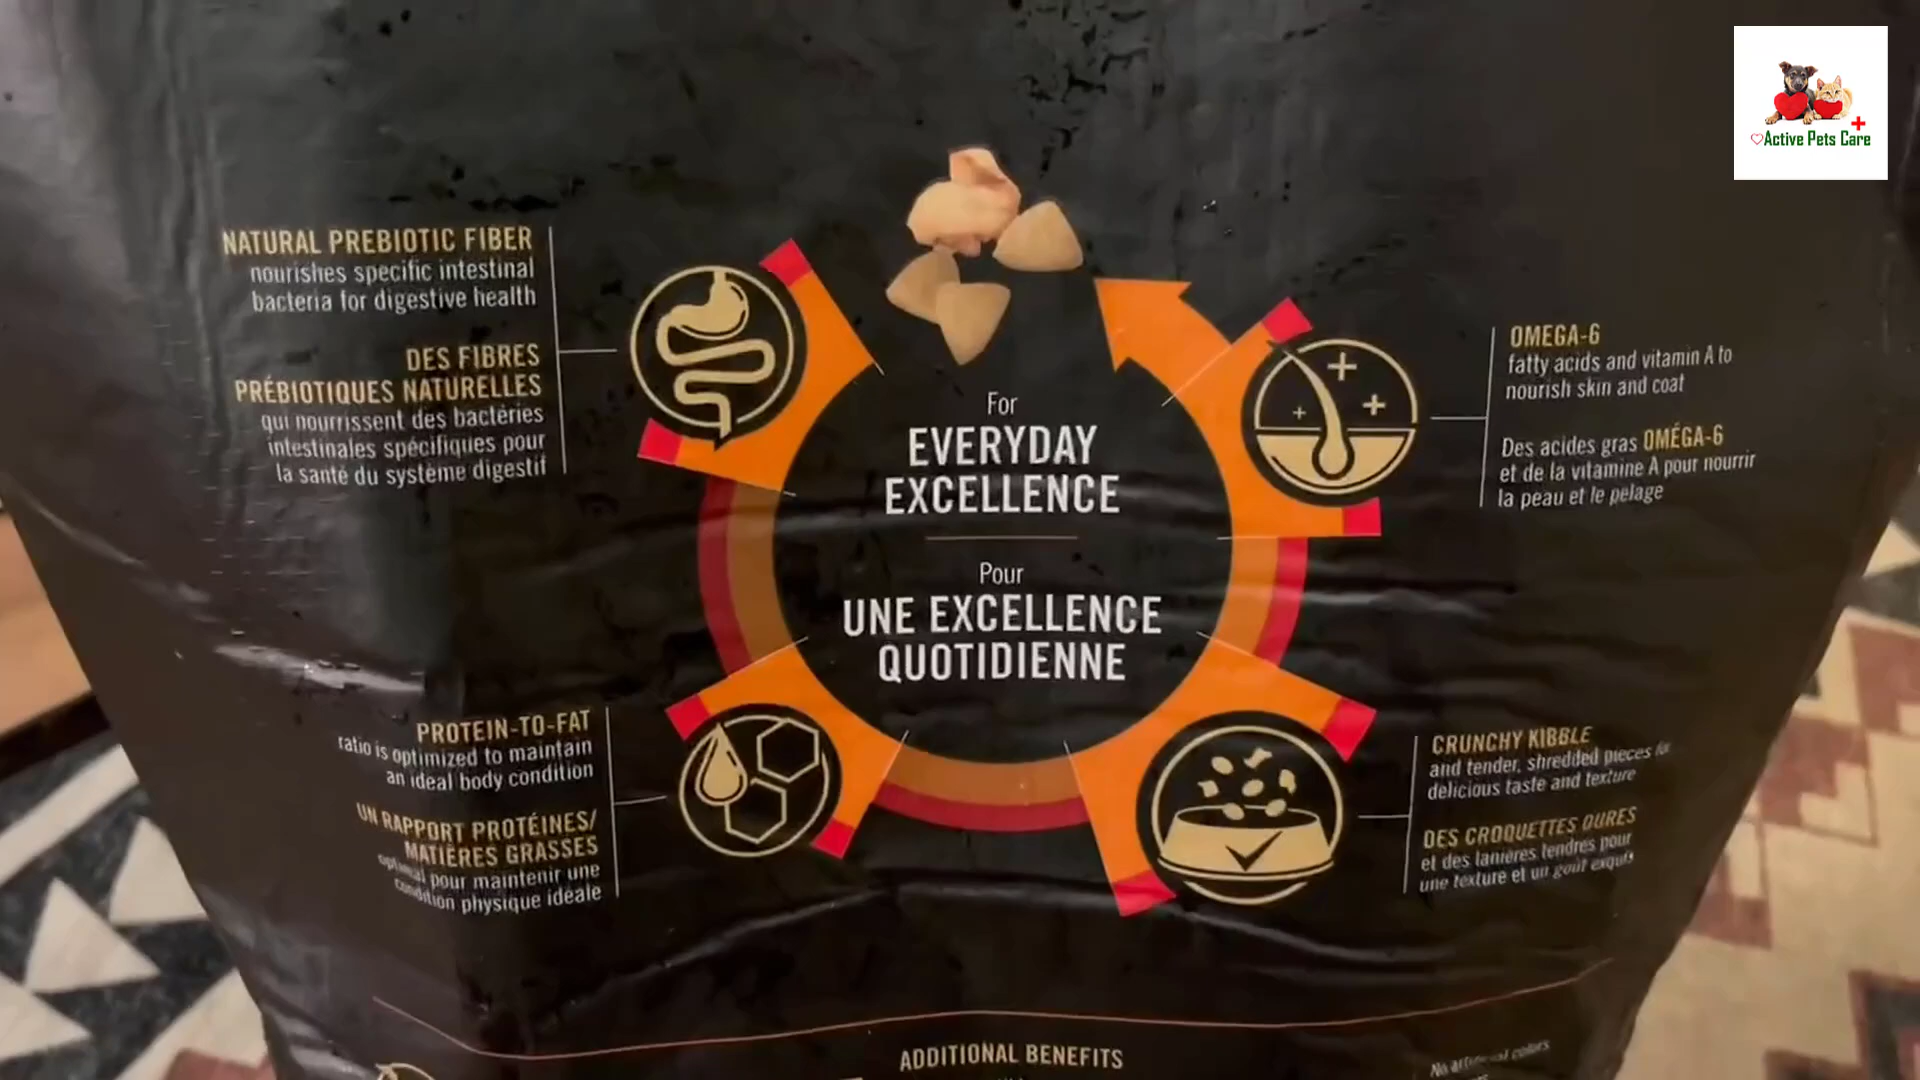 Active Pets Care
NATURAL PREBIOTIC FIBER
nourishes specific intestinal
bacteria for digestive health
DES FIBRES
PRÉBIOTIQUES NATURELLES
qui nourrissent des bactéries
intestinales spécifiques pour
la santé du système digestif
OMEGA-6
fatty acids and vitamin A to
nourish skin and coat
Des acides gras OMÉGA-6
et de la vitamine A pour nourrir
la peau et le pelage
For
EVERYDAY
EXCELLENCE
Pour
UNE EXCELLENCE
QUOTIDIENNE
PROTEIN-TO-FAT
ratio is optimized to maintain
an ideal body condition
UN RAPPORT PROTÉINES/
MATIÈRES GRASSES
optimal pour maintenir une
condition physique idéale
CRUNCHY KIBBLE
and tender, shredded pieces for
delicious taste and texture
DES CROQUETTES DURES
et des lanières tendres pour
une texture et un goût exquis
ADDITIONAL BENEFITS
No artificial colors